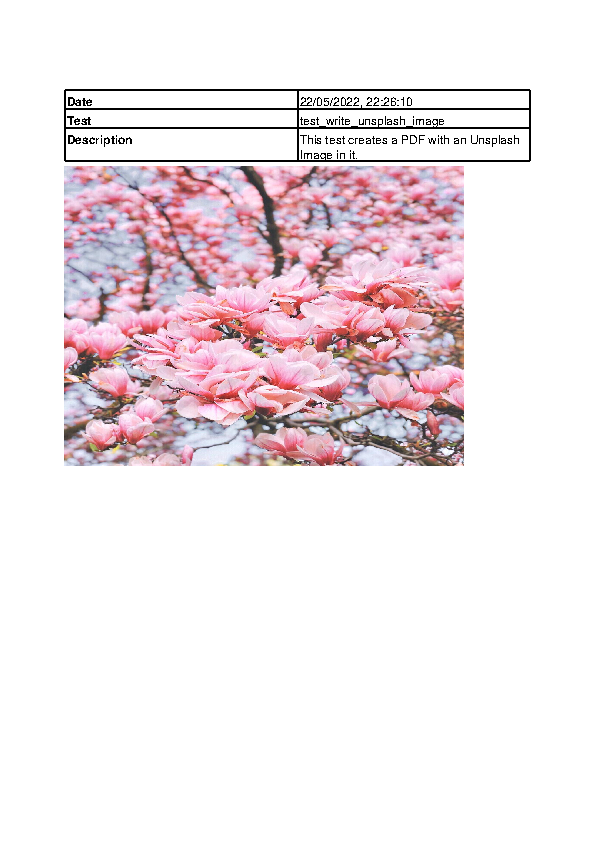 Date 22/05/2022, 22:26:10
Test test_write_unsplash_image
Description This test creates a PDF with an Unsplash
Image in it.